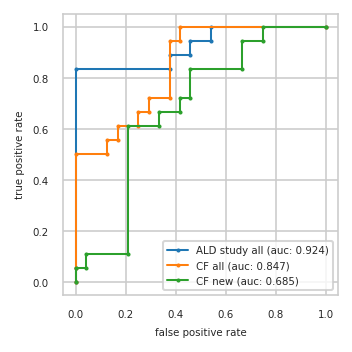 1.0
0.8
0.6
0.4
0.2
0.0
true positive rate
ALD study all (auc: 0.924)
CF all (auc: 0.847)
CF new (auc: 0.685)
0.0 0.2 0.4 0.6 0.8 1.0
false positive rate